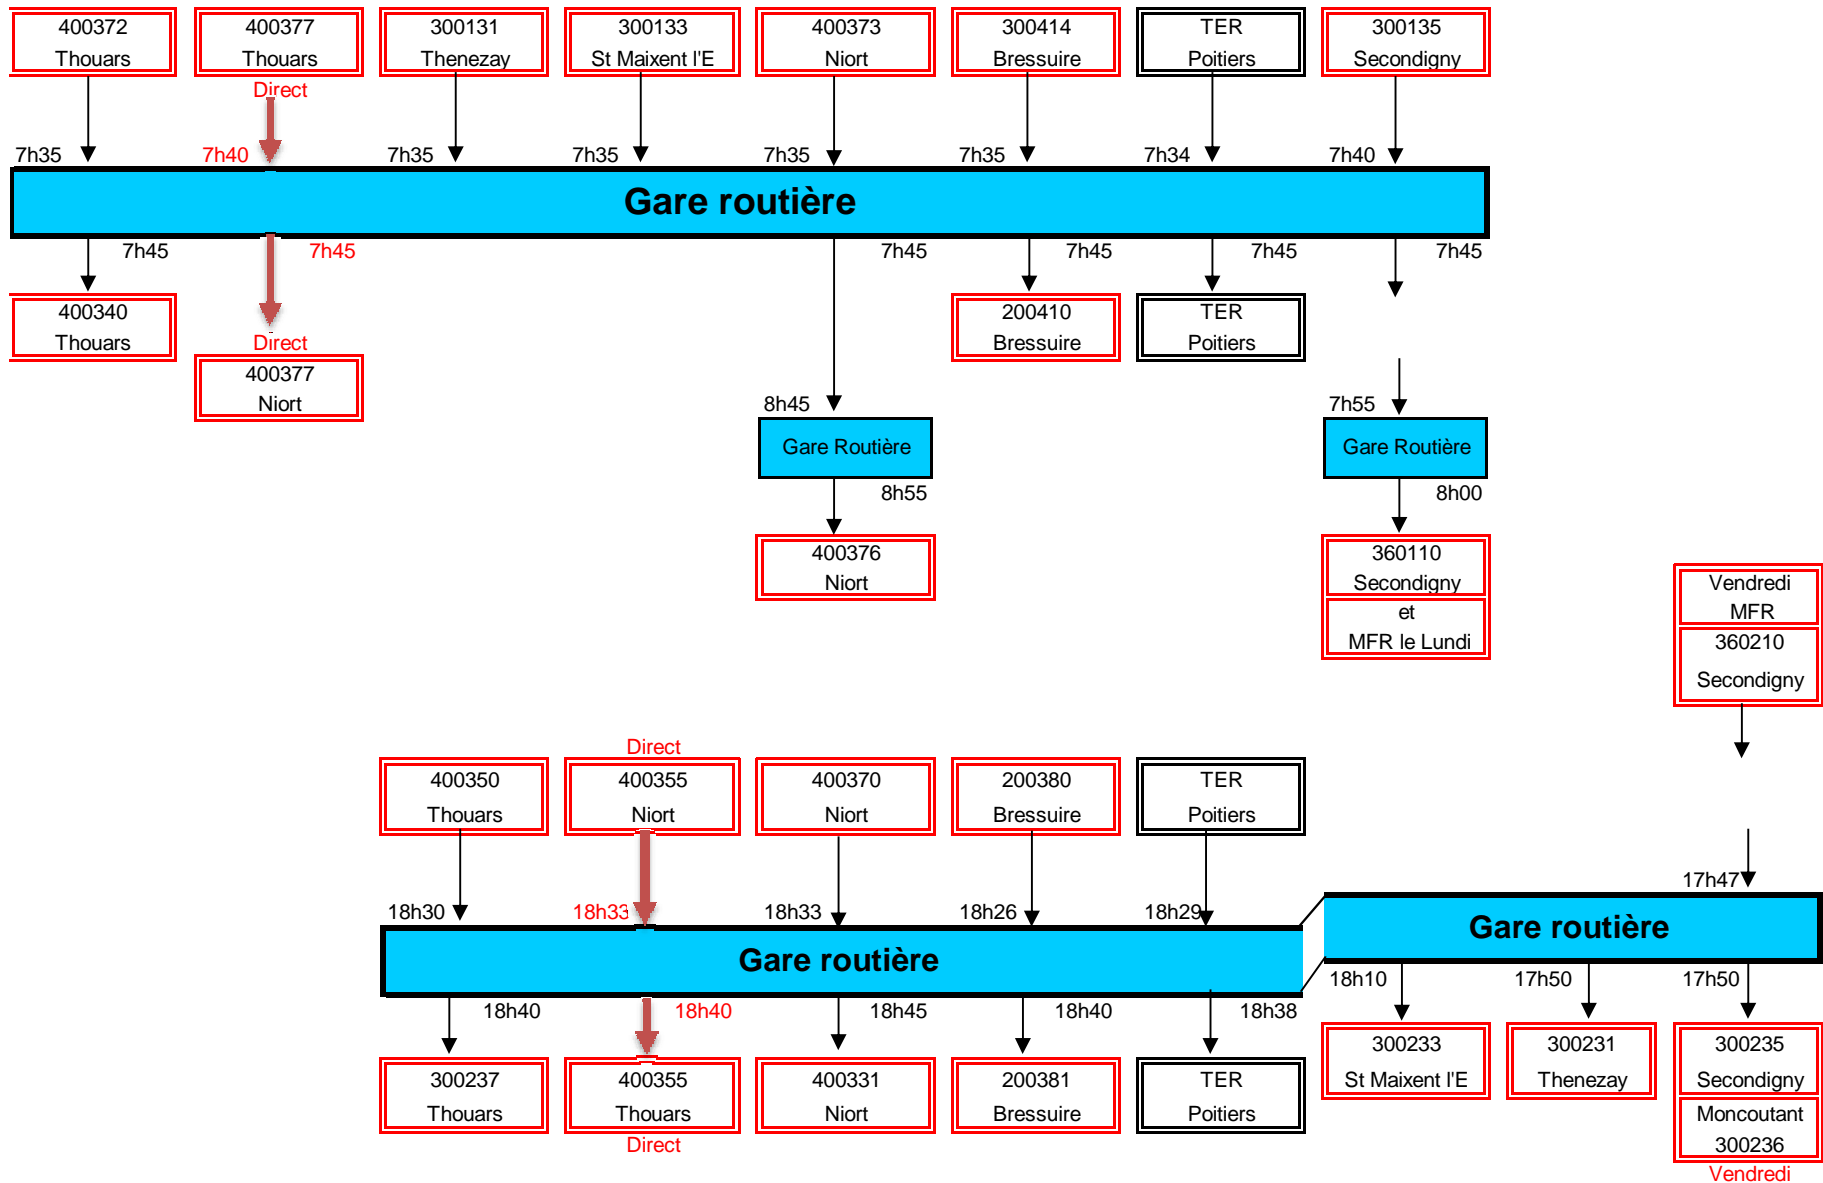 400372 400377 300131 300133 400373 300414 TER 300135
Thouars Thouars Thenezay St Maixent l'E Niort Bressuire Poitiers Secondigny
Direct
7h35 7h40 7h35 7h35 7h35 7h35 7h34 7h40
Gare routière
7h45 7h45 7h45 7h45 7h45 7h45
400340 200410 TER
Thouars Direct Bressuire Poitiers
400377
Niort
8h45 7h55
Gare Routière Gare Routière
8h55 8h00
400376 360110
Niort Secondigny
et
MFR le Lundi
Vendredi
MFR
360210
Secondigny
Direct
400350 400355 400370 200380 TER
Thouars Niort Niort Bressuire Poitiers
17h47
18h30 18h33 18h33 18h26 18h29
Gare routière
Gare routière
18h10 17h50 17h50
18h40 18h40 18h45 18h40 18h38
300233 300231 300235
St Maixent l'E Thenezay Secondigny
300237 400355 400331 200381 TER
Thouars Thouars Niort Bressuire Poitiers
Moncoutant
300236
Direct
Vendredi